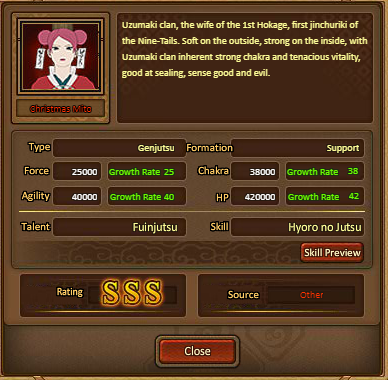 Uzumaki clan, the wife of the 1st Hokage, first jinchuriki of
the Nine-Tails. Soft on the outside, strong on the inside, with
Uzumaki clan inherent strong chakra and tenacious vitality,
good at sealing, sense good and evil.
Christmas Mito
Type Genjutsu Formation Support
Force 25000 Growth Rate 25 Chakra 38000 Growth Rate 38
Agility 40000 Growth Rate 40 HP 420000 Growth Rate 42
Talent Fuinjutsu Skill Hyoro no Jutsu
Skill Preview
Rating SSS Source Other
Close